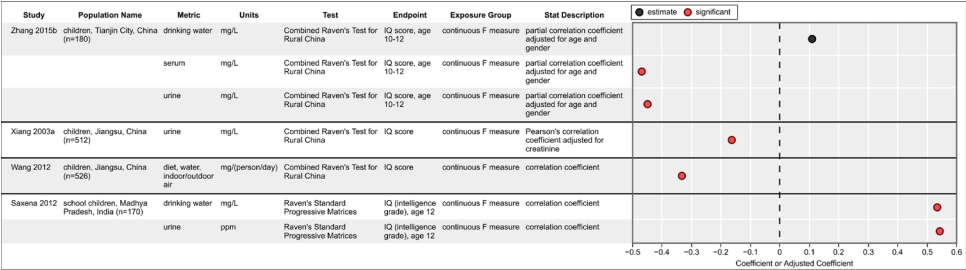 Study Population Name Metric Units Test Endpoint Exposure Group Stat Description
estimate significant
Zhang 2015b children, Tianjin City, China drinking water mg/L Combined Raven's Test for IQ score, age continuous F measure partial correlation coefficient
(n=180) Rural China 10-12 adjusted for age and
gender
serum mg/L Combined Raven's Test for IQ score, age continuous F measure partial correlation coefficient
Rural China 10-12 adjusted for age and
gender
urine mg/L Combined Raven's Test for IQ score, age continuous F measure partial correlation coefficient
Rural China 10-12 adjusted for age and
gender
Xiang 2003a children, Jiangsu, China urine mg/L Combined Raven's Test for IQ score continuous F measure Pearson's correlation
(n=512) Rural China coefficient adjusted for
creatinine
Wang 2012 children, Jiangsu, China diet, water, mg/(person/day) Combined Raven's Test for IQ score continuous F measure correlation coefficient
(n=526) indoor/outdoor Rural China
air
Saxena 2012 school children, Madhya drinking water mg/L Raven's Standard IQ (intelligence continuous F measure correlation coefficient
Pradesh, India (n=170) Progressive Matrices grade), age 12
urine ppm Raven's Standard IQ (intelligence continuous F measure correlation coefficient
Progressive Matrices grade), age 12
−0.5 −0.4 −0.3 −0.2 −0.1 0 0.1 0.2 0.3 0.4 0.5 0.6
Coefficient or Adjusted Coefficient